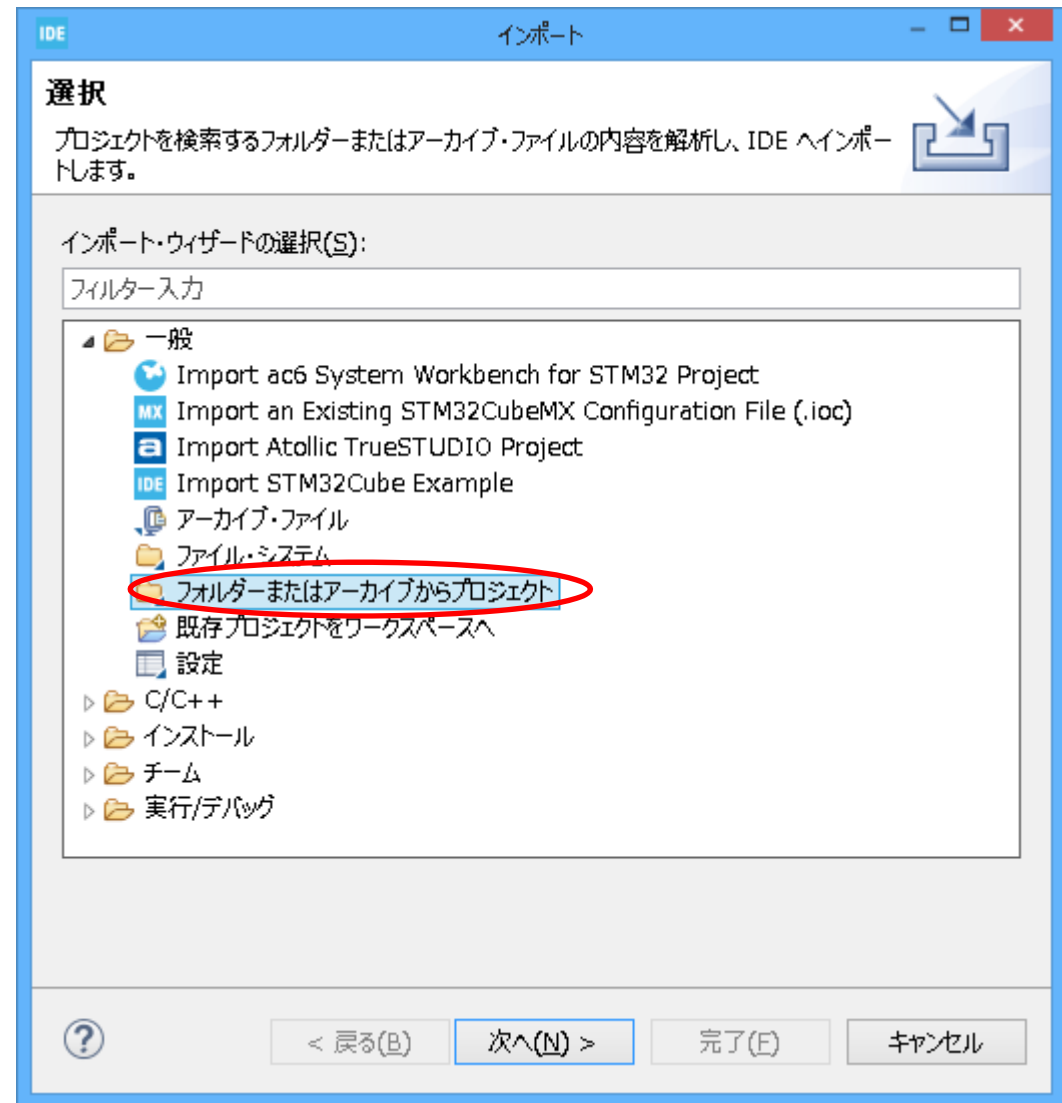 IDE インポート
選択
プロジェクトを検索するフォルダーまたはアーカイブ・ファイルの内容を解析し、IDE へインポー
トします。
インポート・ウィザードの選択(S):
フィルター入力
一般
Import ac6 System Workbench for STM32 Project
MX Import an Existing STM32CubeMX Configuration File (.ioc)
a Import Atollic TrueSTUDIO Project
IDE Import STM32Cube Example
アーカイブ・ファイル
ファイル・システム
フォルダーまたはアーカイブからプロジェクト
既存プロジェクトをワークスペースへ
設定
C/C++
インストール
チーム
実行/デバッグ
? < 戻る(B) 次へ(N) > 完了(F) キャンセル